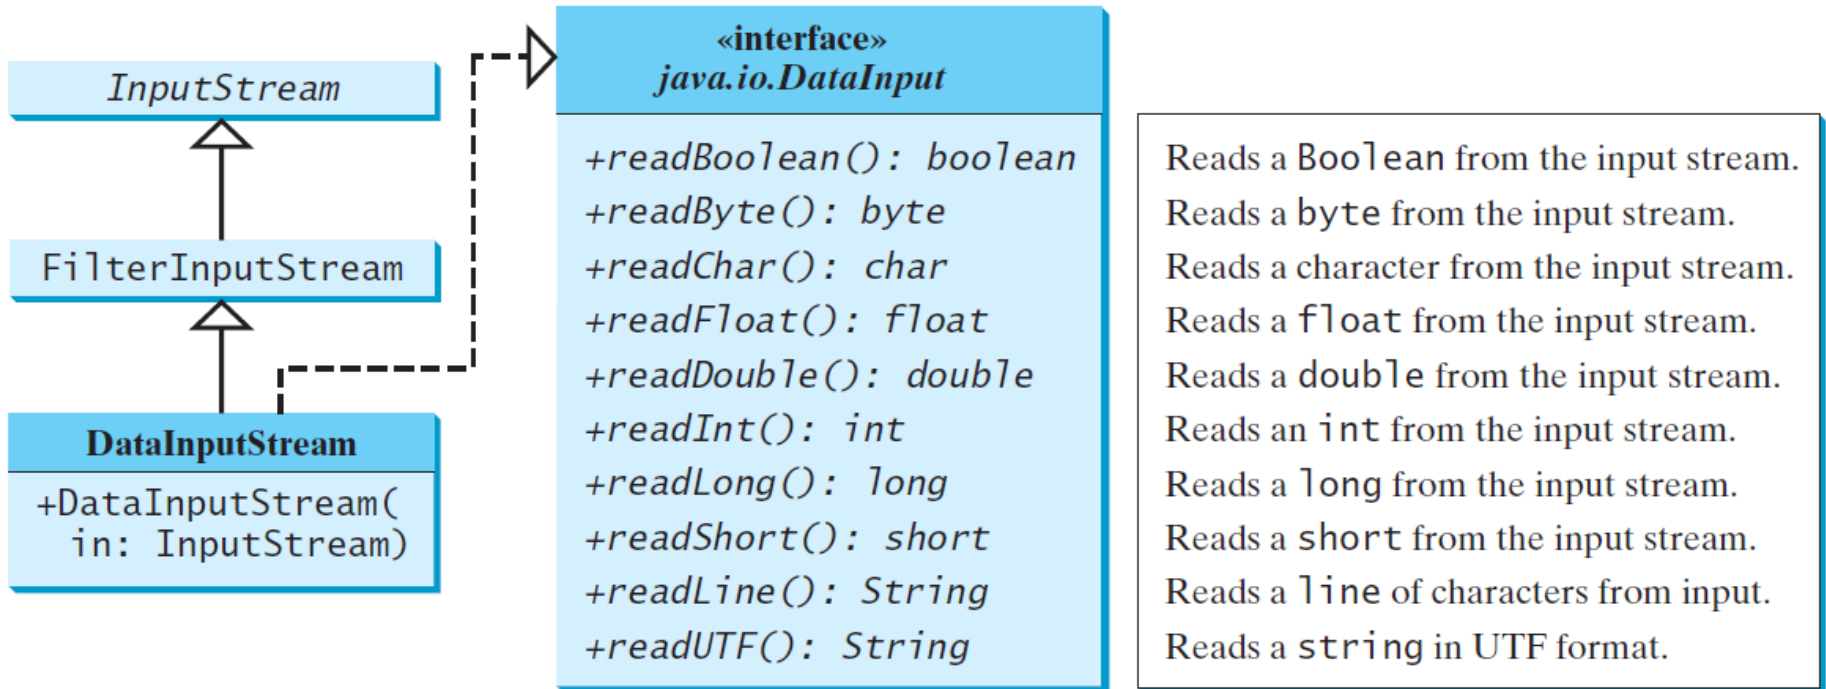 InputStream
FilterInputStream
DataInputStream
+DataInputStream(
in: InputStream)
«interface»
java.io.DataInput
+readBoolean(): boolean
+readByte(): byte
+readChar(): char
+readFloat(): float
+readDouble(): double
+readInt(): int
+readLong(): long
+readShort(): short
+readLine(): String
+readUTF(): String
Reads a Boolean from the input stream.
Reads a byte from the input stream.
Reads a character from the input stream.
Reads a float from the input stream.
Reads a double from the input stream.
Reads an int from the input stream.
Reads a long from the input stream.
Reads a short from the input stream.
Reads a line of characters from input.
Reads a string in UTF format.